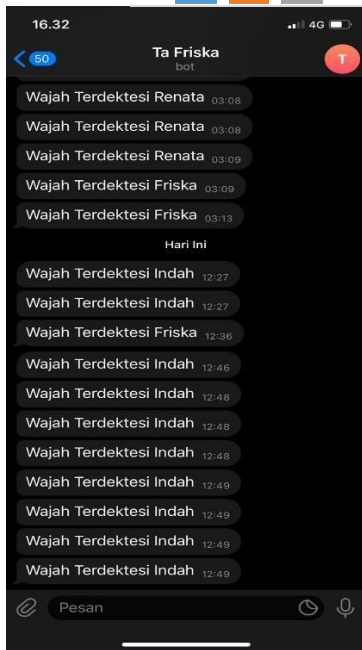 16.32
4G
50
Ta Friska
bot
T
Wajah Terdektesi Renata 03:08
Wajah Terdektesi Renata 03:08
Wajah Terdektesi Renata 03:09
Wajah Terdektesi Friska 03:09
Wajah Terdektesi Friska 03:13
Hari Ini
Wajah Terdektesi Indah 12:27
Wajah Terdektesi Indah 12:27
Wajah Terdektesi Friska 12:36
Wajah Terdektesi Indah 12:46
Wajah Terdektesi Indah 12:48
Wajah Terdektesi Indah 12:48
Wajah Terdektesi Indah 12:48
Wajah Terdektesi Indah 12:49
Wajah Terdektesi Indah 12:49
Wajah Terdektesi Indah 12:49
Wajah Terdektesi Indah 12:49
Pesan